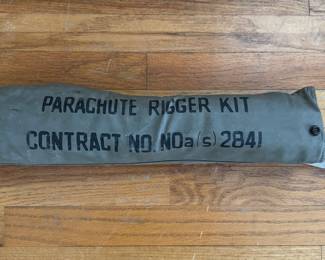 PARACHUTE RIGGER KIT
CONTRACT NO. NOa(s) 2841